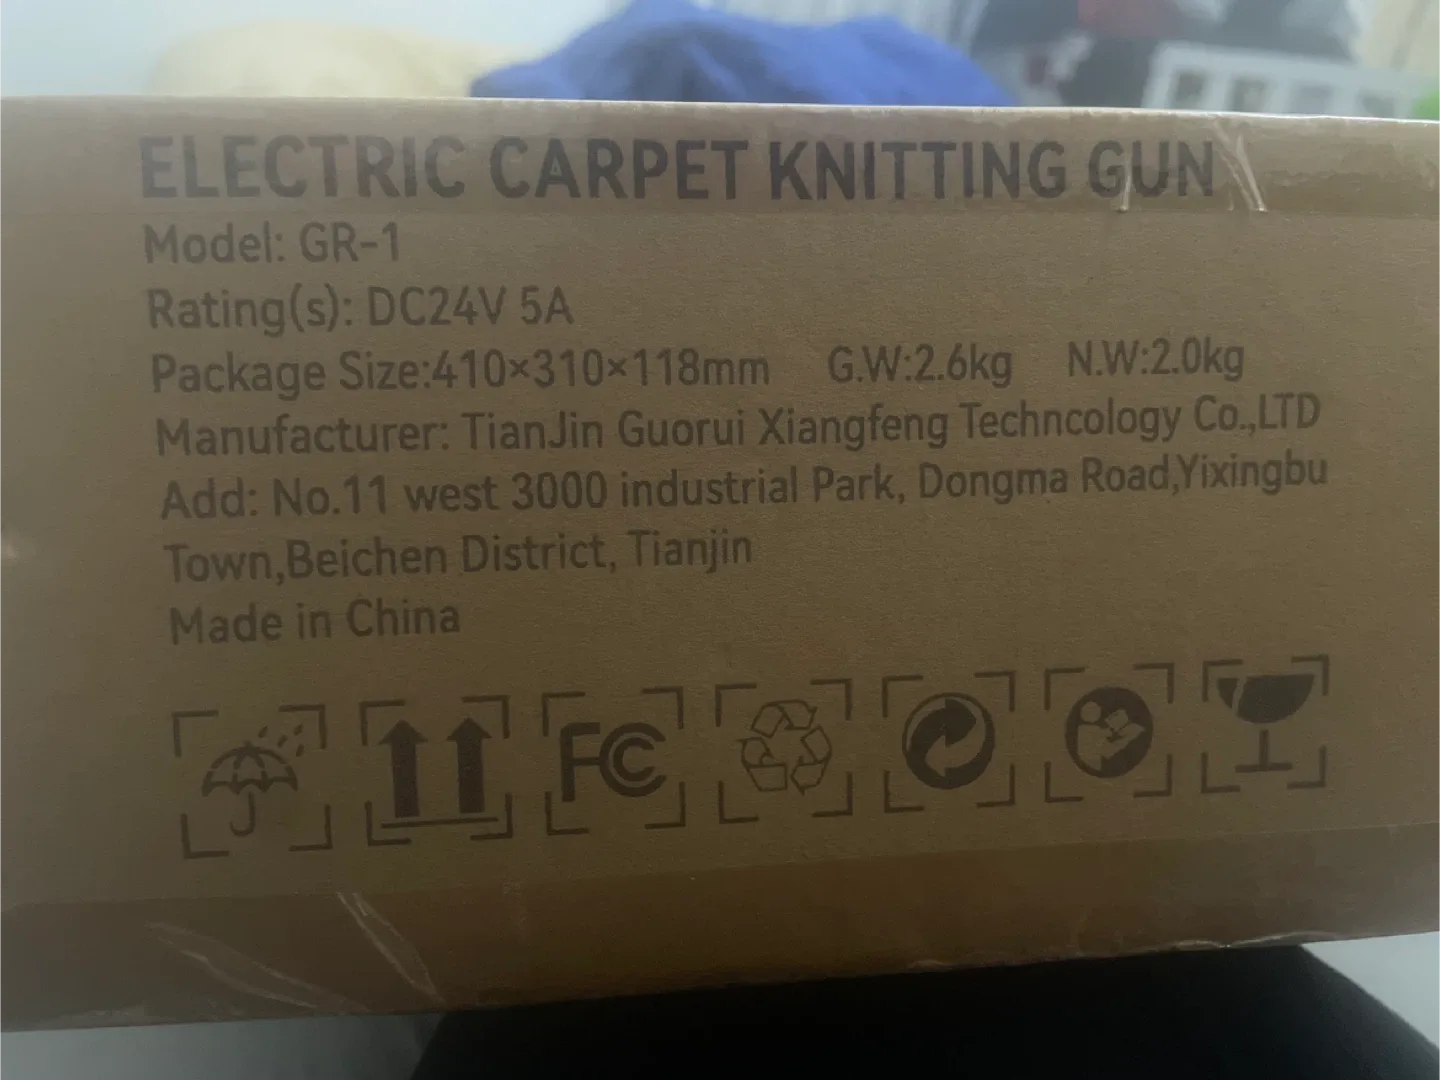 ELECTRIC CARPET KNITTING GUN
Model: GR-1
Rating(s): DC24V 5A
Package Size:410×310×118mm G.W:2.6kg N.W:2.0kg
Manufacturer: TianJin Guorui Xiangfeng Techncology Co.,LTD
Add: No.11 west 3000 industrial Park, Dongma Road,Yixingbu
Town,Beichen District, Tianjin
Made in China
FC